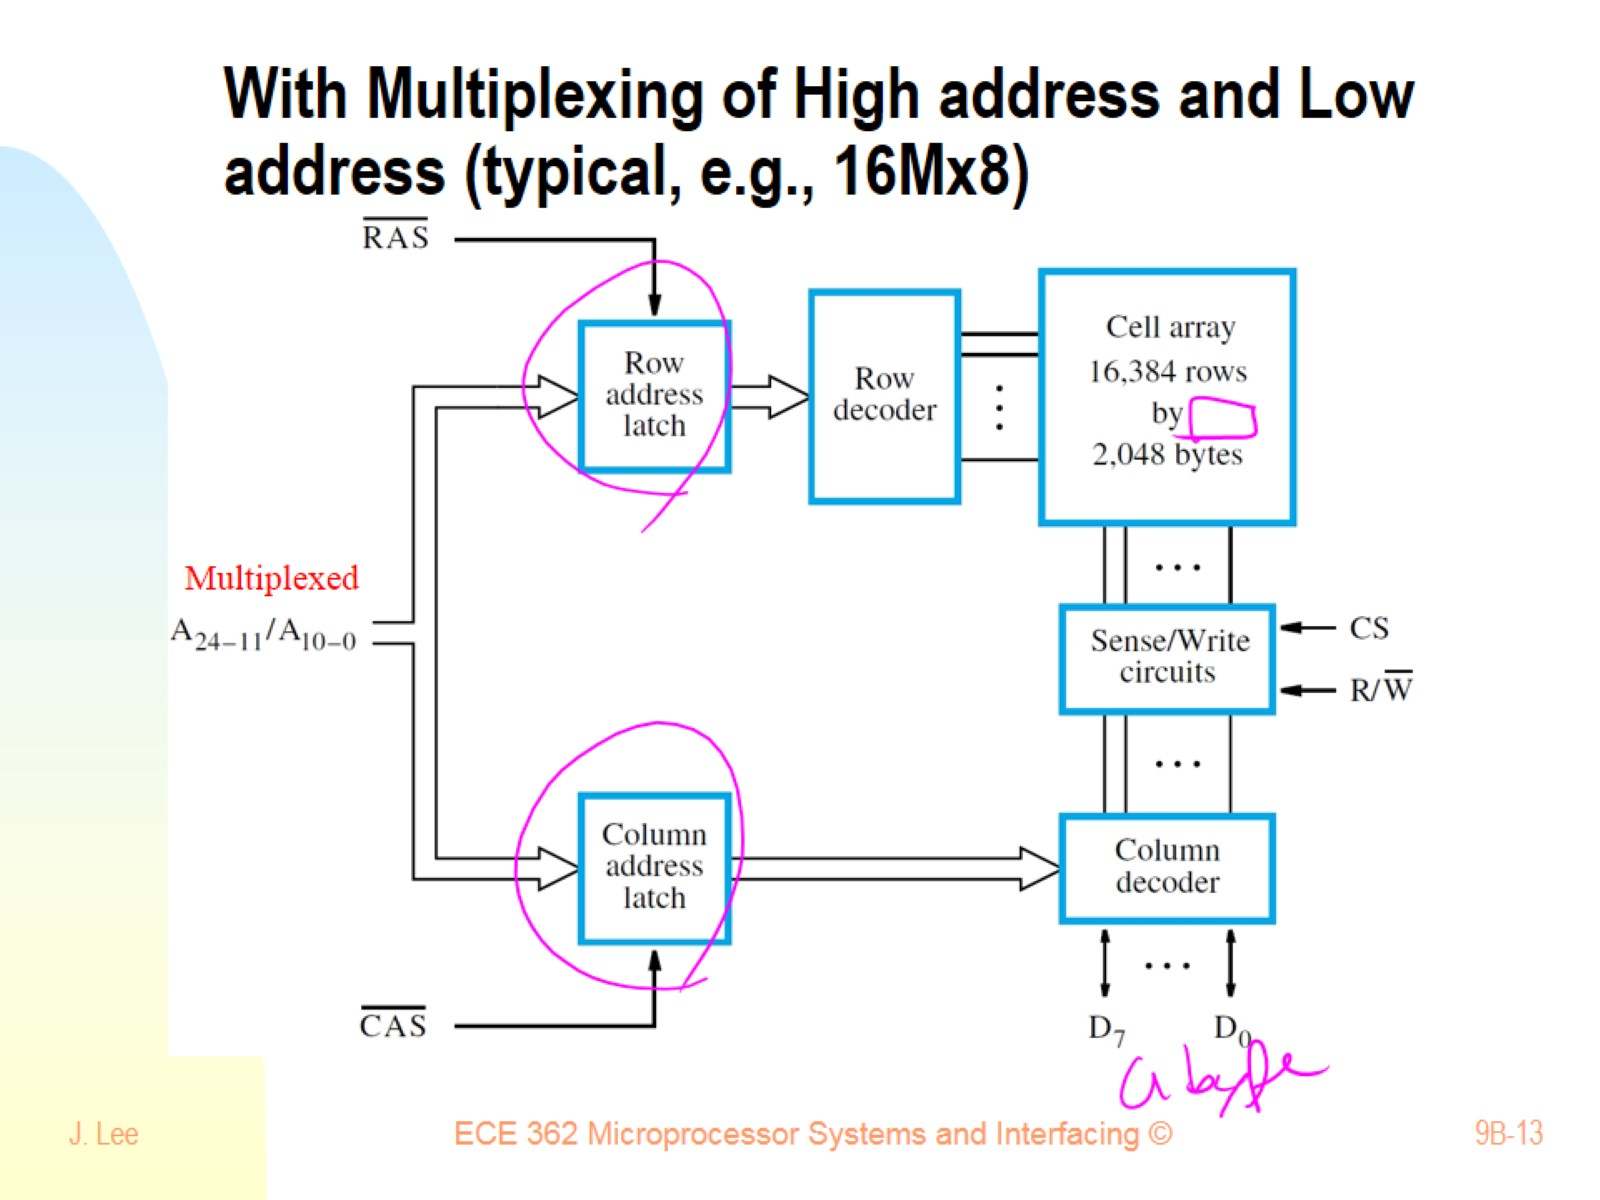 With Multiplexing of High address and Low
address (typical, e.g., 16Mx8)
R̅A̅S̅
Row
address
latch
Row
decoder
Cell array
16,384 rows
by
2,048 bytes
Multiplexed
A₂₄₋₁₁/A₁₀₋₀
Sense/Write
circuits
CS
R/W̅
Column
address
latch
Column
decoder
C̅A̅S̅
D₇
D₀
a byte
J. Lee
ECE 362 Microprocessor Systems and Interfacing ©
9B-13